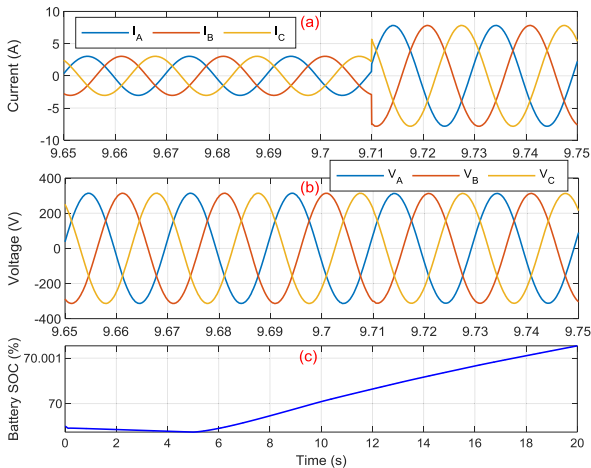 I_A I_B I_C
(a)
Current (A)
10
5
0
-5
-10
9.65 9.66 9.67 9.68 9.69 9.7 9.71 9.72 9.73 9.74 9.75
V_A V_B V_C
(b)
Voltage (V)
400
200
0
-200
-400
9.65 9.66 9.67 9.68 9.69 9.7 9.71 9.72 9.73 9.74 9.75
(c)
Battery SOC (%)
70.001
70
0 2 4 6 8 10 12 14 16 18 20
Time (s)